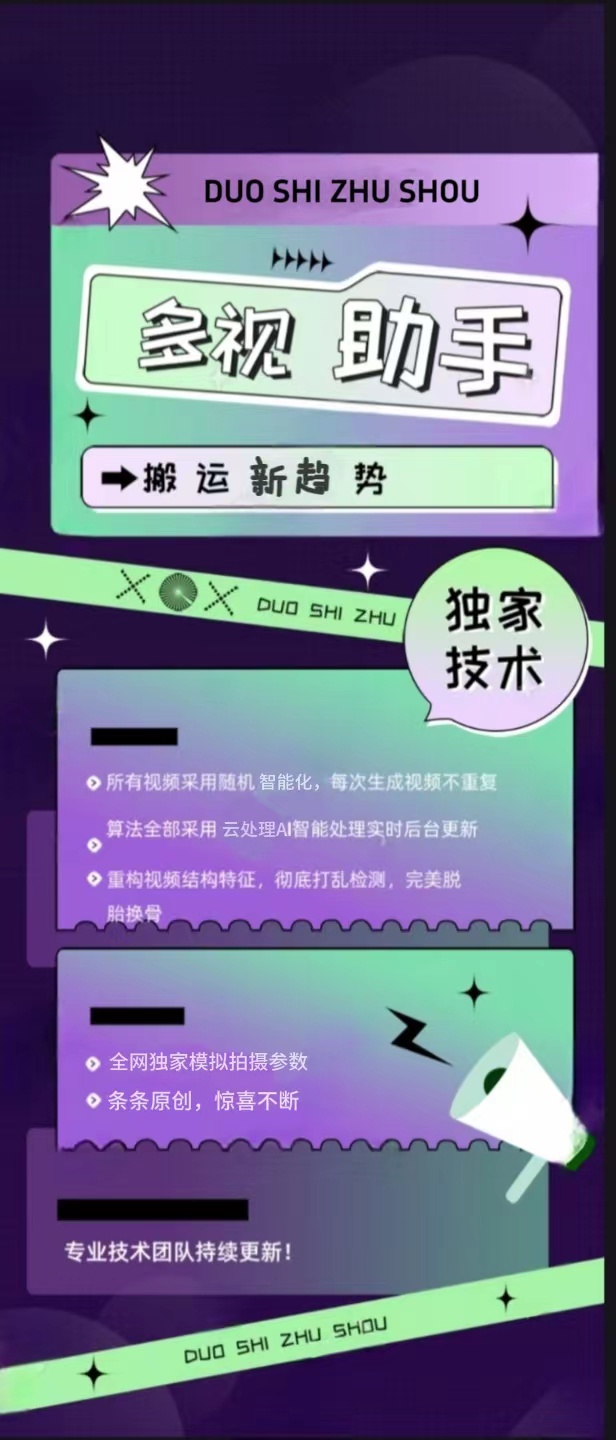 DUO SHI ZHU SHOU
多视 助手
搬 运 新趋 势
DUO SHI ZHU
独家
技术
所有视频采用随机 智能化，每次生成视频不重复
算法全部采用 云处理AI智能处理实时后台更新
重构视频结构特征，彻底打乱检测，完美脱
胎换骨
全网独家模拟拍摄参数
条条原创，惊喜不断
专业技术团队持续更新！
DUO SHI ZHU SHOU